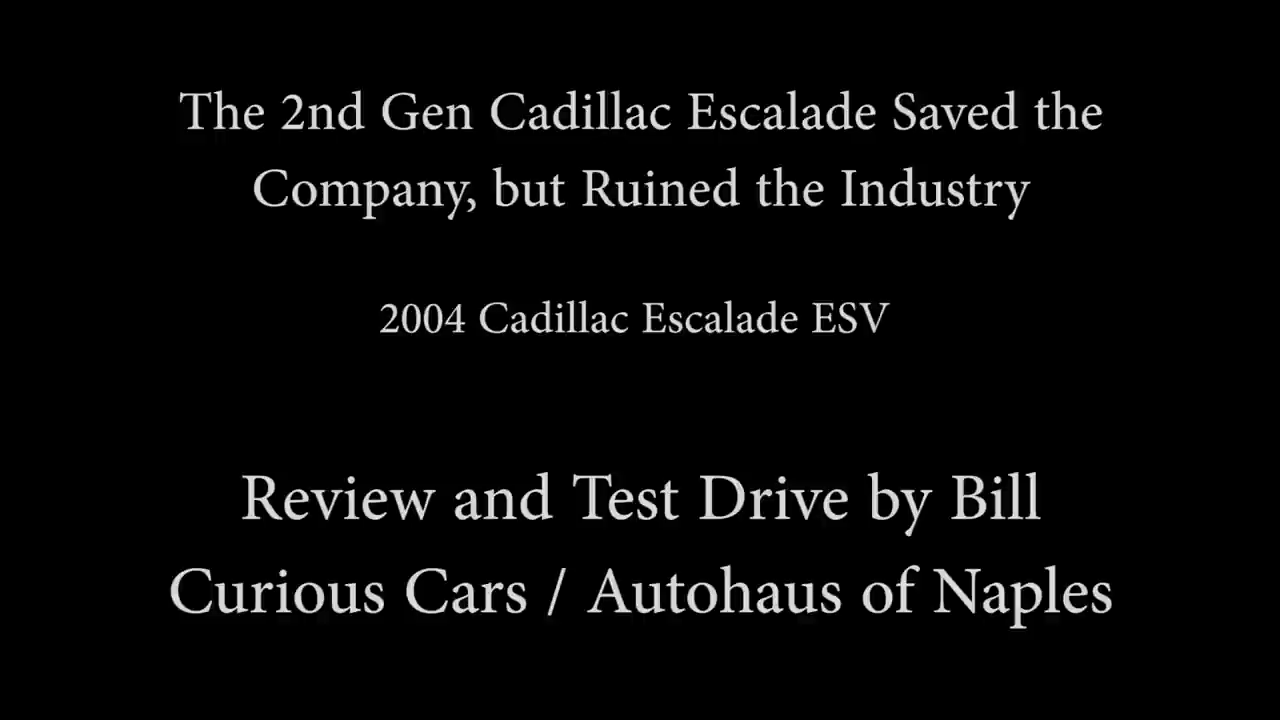 The 2nd Gen Cadillac Escalade Saved the
Company, but Ruined the Industry
2004 Cadillac Escalade ESV
Review and Test Drive by Bill
Curious Cars / Autohaus of Naples